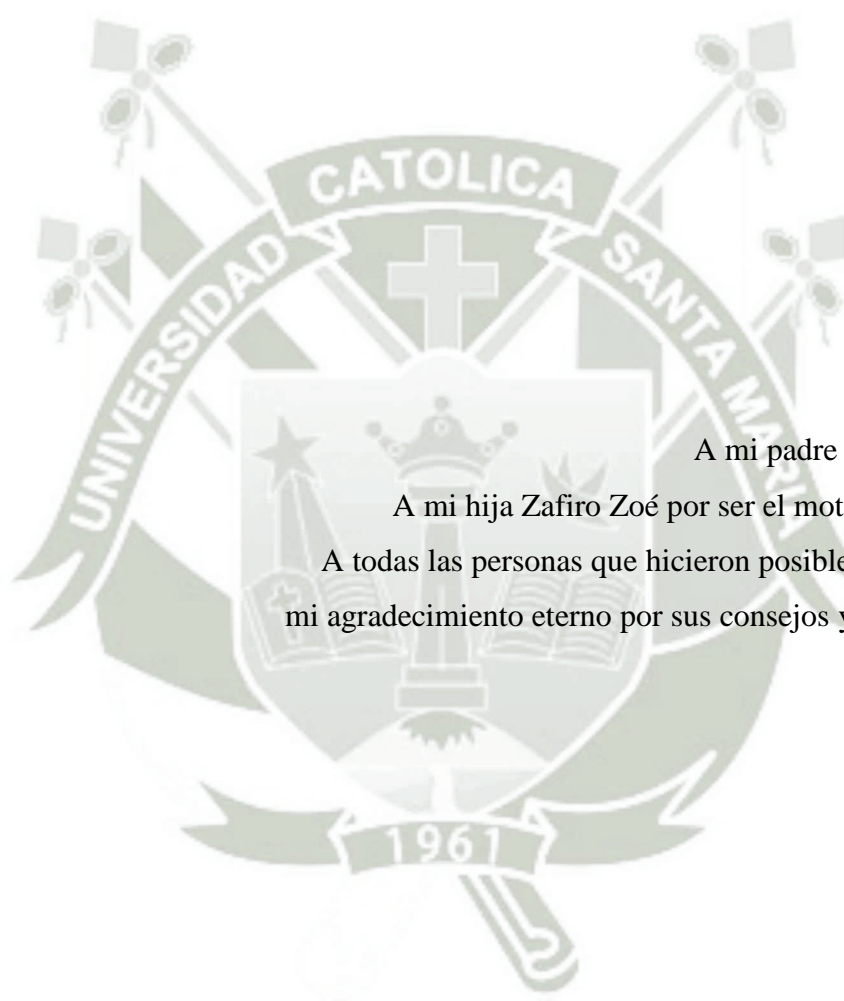 UNIVERSIDAD CATOLICA SANTA MARIA
A mi padre
A mi hija Zafiro Zoé por ser el
A todas las personas que hicieron posible
mi agradecimiento eterno por sus consejos y
1961